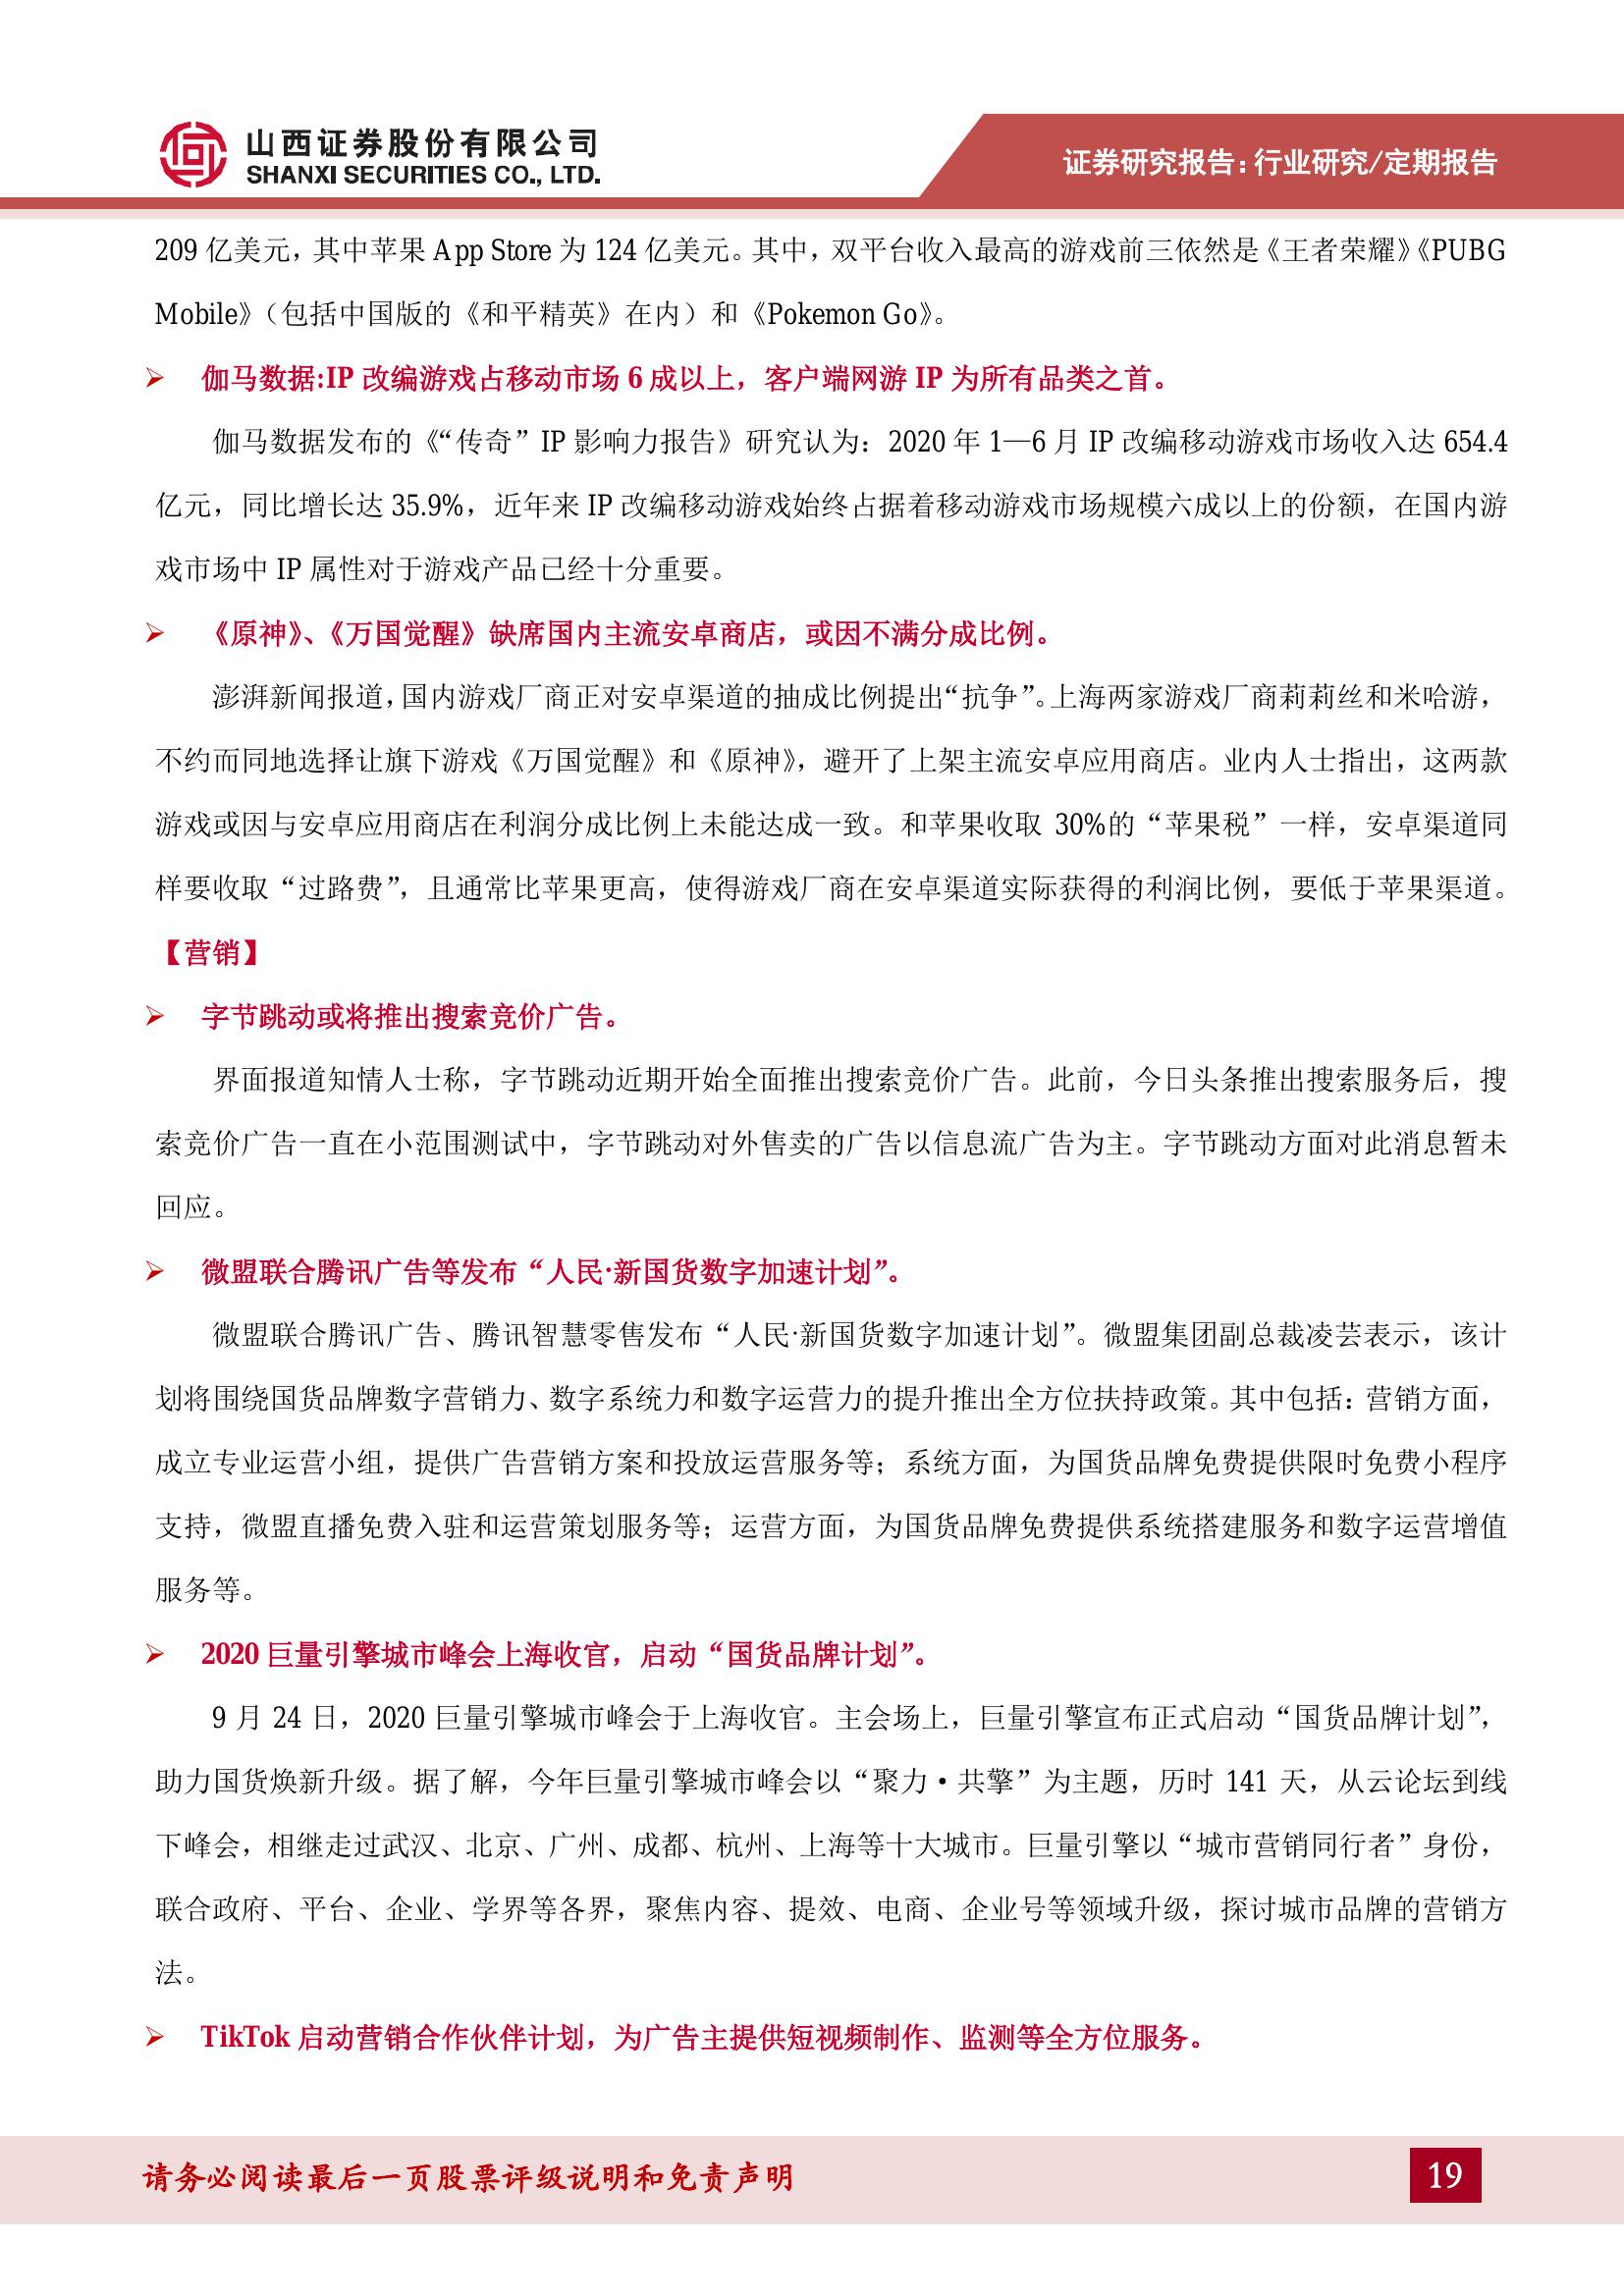 山西证券股份有限公司
SHANXI SECURITIES CO., LTD.
证券研究报告：行业研究/定期报告
209 亿美元，其中苹果 App Store 为 124 亿美元。其中，双平台收入最高的游戏前三依然是《王者荣耀》《PUBG
Mobile》（包括中国版的《和平精英》在内）和《Pokemon Go》。
➢ 伽马数据:IP 改编游戏占移动市场 6 成以上，客户端网游 IP 为所有品类之首。
伽马数据发布的《“传奇”IP 影响力报告》研究认为：2020 年 1—6 月 IP 改编移动游戏市场收入达 654.4
亿元，同比增长达 35.9%，近年来 IP 改编移动游戏始终占据着移动游戏市场规模六成以上的份额，在国内游
戏市场中 IP 属性对于游戏产品已经十分重要。
➢ 《原神》、《万国觉醒》缺席国内主流安卓商店，或因不满分成比例。
澎湃新闻报道，国内游戏厂商正对安卓渠道的抽成比例提出“抗争”。上海两家游戏厂商莉莉丝和米哈游，
不约而同地选择让旗下游戏《万国觉醒》和《原神》，避开了上架主流安卓应用商店。业内人士指出，这两款
游戏或因与安卓应用商店在利润分成比例上未能达成一致。和苹果收取 30%的“苹果税”一样，安卓渠道同
样要收取“过路费”，且通常比苹果更高，使得游戏厂商在安卓渠道实际获得的利润比例，要低于苹果渠道。
【营销】
➢ 字节跳动或将推出搜索竞价广告。
界面报道知情人士称，字节跳动近期开始全面推出搜索竞价广告。此前，今日头条推出搜索服务后，搜
索竞价广告一直在小范围测试中，字节跳动对外售卖的广告以信息流广告为主。字节跳动方面对此消息暂未
回应。
➢ 微盟联合腾讯广告等发布“人民·新国货数字加速计划”。
微盟联合腾讯广告、腾讯智慧零售发布“人民·新国货数字加速计划”。微盟集团副总裁凌芸表示，该计
划将围绕国货品牌数字营销力、数字系统力和数字运营力的提升推出全方位扶持政策。其中包括：营销方面，
成立专业运营小组，提供广告营销方案和投放运营服务等；系统方面，为国货品牌免费提供限时免费小程序
支持，微盟直播免费入驻和运营策划服务等；运营方面，为国货品牌免费提供系统搭建服务和数字运营增值
服务等。
➢ 2020 巨量引擎城市峰会上海收官，启动“国货品牌计划”。
9 月 24 日，2020 巨量引擎城市峰会于上海收官。主会场上，巨量引擎宣布正式启动“国货品牌计划”，
助力国货焕新升级。据了解，今年巨量引擎城市峰会以“聚力•共擎”为主题，历时 141 天，从云论坛到线
下峰会，相继走过武汉、北京、广州、成都、杭州、上海等十大城市。巨量引擎以“城市营销同行者”身份，
联合政府、平台、企业、学界等各界，聚焦内容、提效、电商、企业号等领域升级，探讨城市品牌的营销方
法。
➢ TikTok 启动营销合作伙伴计划，为广告主提供短视频制作、监测等全方位服务。
请务必阅读最后一页股票评级说明和免责声明
19